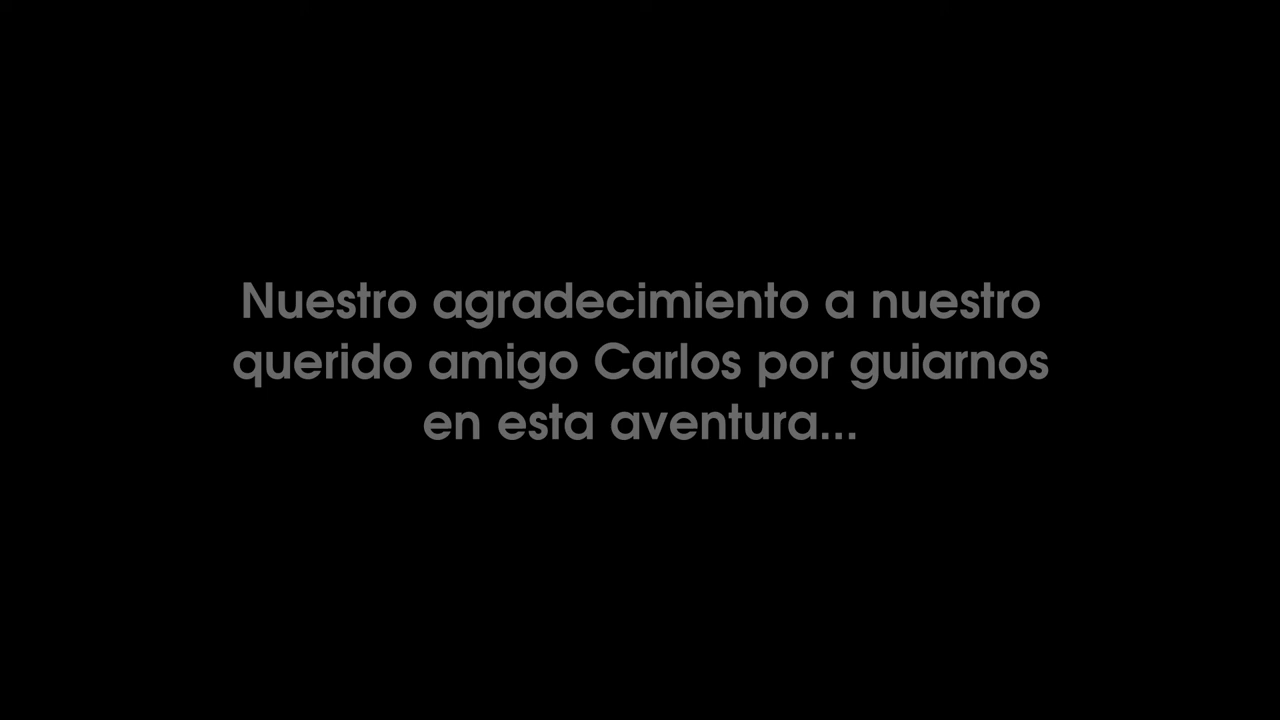 Nuestro agradecimiento a nuestro
querido amigo Carlos por guiarnos
en esta aventura...